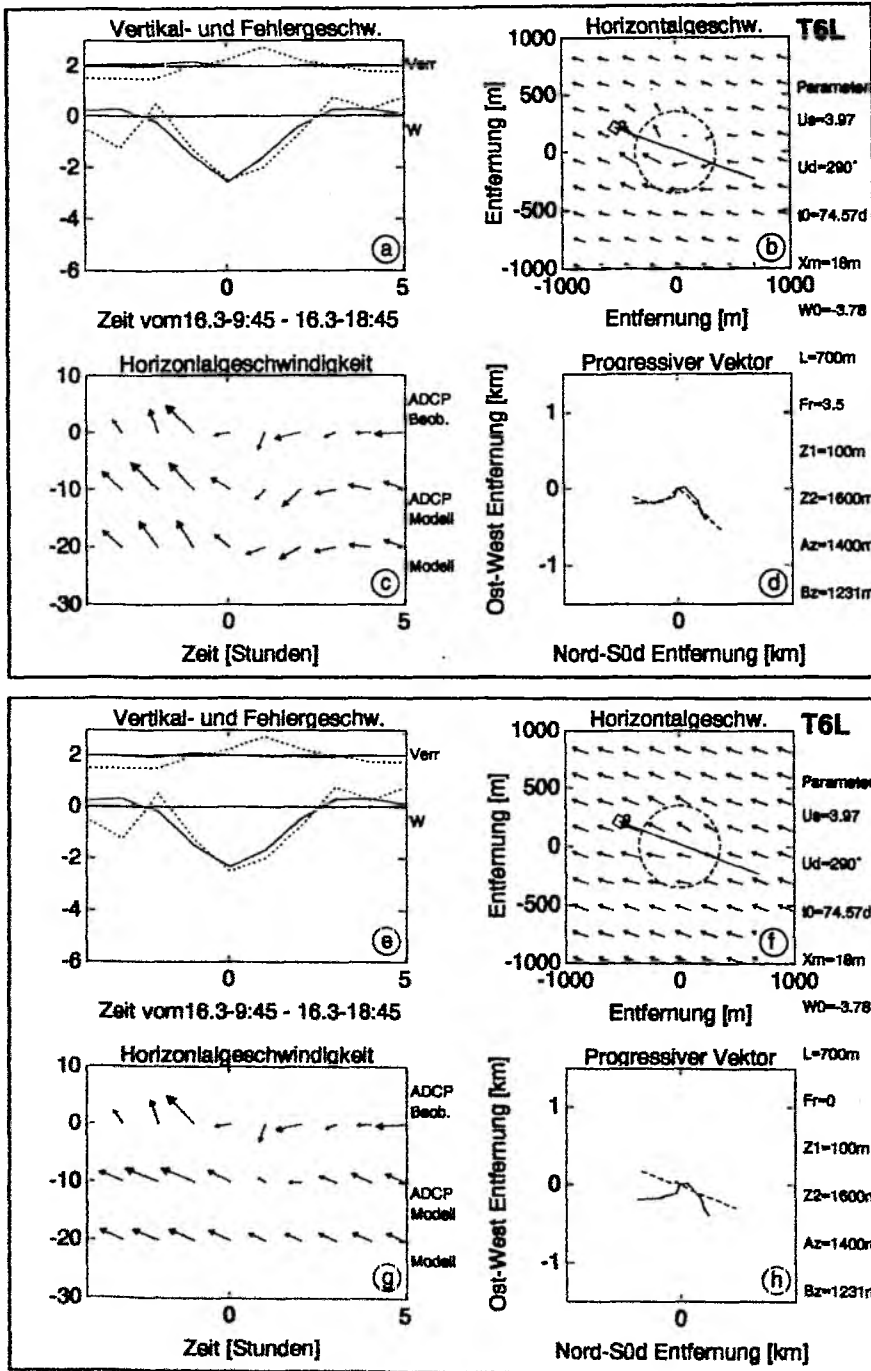 Vertikal- und Fehlergeschw.
2
0
-2
-4
-6
Verr
W
a
0
5
Zeit vom16.3-9:45 - 16.3-18:45
Horizontalgeschw.
T6L
Entfernung [m]
1000
500
0
-500
-1000
b
-1000
0
1000
Entfernung [m]
Parameter
Us=3.97
Ud=290°
t0=74.57d
Xm=18m
W0=-3.78
L=700m
Fr=3.5
Z1=100m
Z2=1600m
Az=1400m
Bz=1231m
Horizontalgeschwindigkeit
10
0
-10
-20
-30
ADCP
Beob.
ADCP
Modell
Modell
c
0
5
Zeit [Stunden]
Progressiver Vektor
Ost-West Entfernung [km]
1
0
-1
d
0
Nord-Süd Entfernung [km]
Vertikal- und Fehlergeschw.
2
0
-2
-4
-6
Verr
W
e
0
5
Zeit vom16.3-9:45 - 16.3-18:45
Horizontalgeschw.
T6L
Entfernung [m]
1000
500
0
-500
-1000
f
-1000
0
1000
Entfernung [m]
Parameter
Us=3.97
Ud=290°
t0=74.57d
Xm=18m
W0=-3.78
L=700m
Fr=0
Z1=100m
Z2=1600m
Az=1400m
Bz=1231m
Horizontalgeschwindigkeit
10
0
-10
-20
-30
ADCP
Beob.
ADCP
Modell
Modell
g
0
5
Zeit [Stunden]
Progressiver Vektor
Ost-West Entfernung [km]
1
0
-1
h
0
Nord-Süd Entfernung [km]